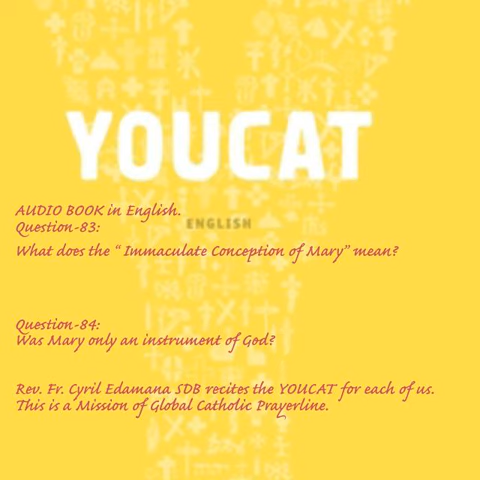 YOUCAT
AUDIO BOOK in English.
ENGLISH
Question-83:
What does the “ Immaculate Conception of Mary” mean?
Question-84:
Was Mary only an instrument of God?
Rev. Fr. Cyril Edamana SDB recites the YOUCAT for each of us.
This is a Mission of Global Catholic Prayerline.